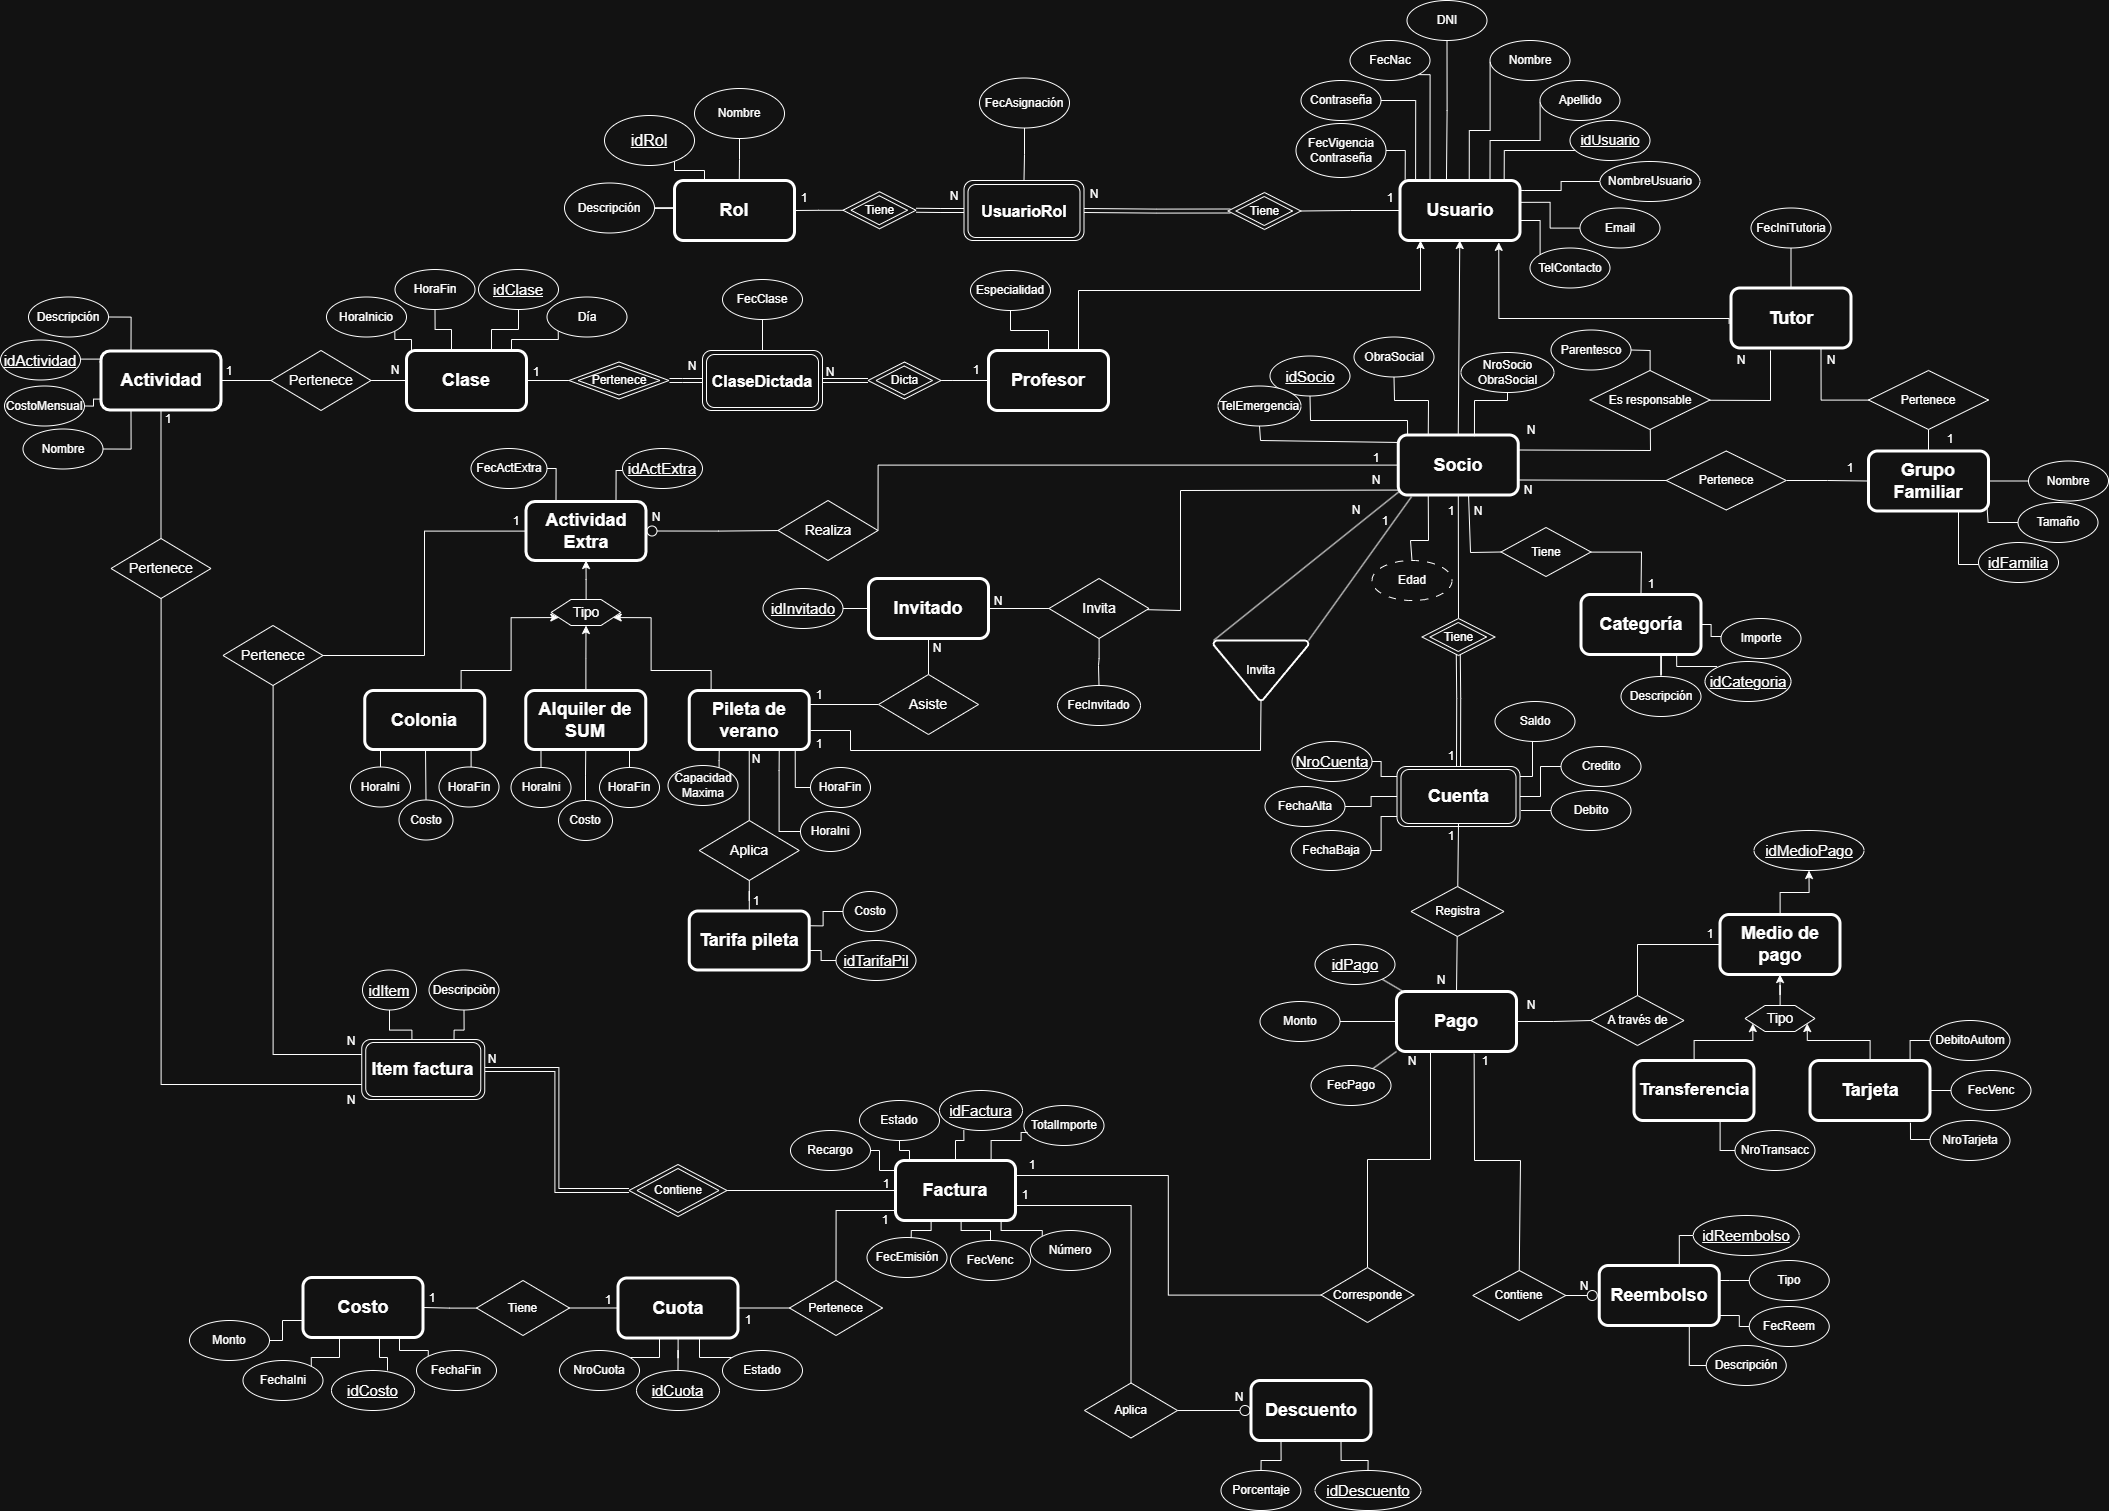 DNI
FecNac
Nombre
Contraseña
Apellido
FecVigencia
Contraseña
idUsuario
NombreUsuario
Email
TelContacto
Usuario
1
Tiene
N
FecAsignación
UsuarioRol
N
Tiene
1
Nombre
idRol
Descripción
Rol
FecIniTutoria
Tutor
N
N
Descripción
idActividad
CostoMensual
Nombre
Actividad
1
1
Pertenece
N
HoraInicio
HoraFin
idClase
Día
Clase
1
Pertenece
N
FecClase
ClaseDictada
N
Dicta
1
Especialidad
Profesor
Parentesco
Es responsable
N
Pertenece
1
ObraSocial
idSocio
TelEmergencia
NroSocio
ObraSocial
Socio
1
N
N
1
1
N
N
Pertenece
1
Grupo
Familiar
Nombre
Tamaño
idFamilia
Edad
Tiene
1
Categoría
Importe
idCategoria
Descripción
FecActExtra
idActExtra
Actividad
Extra
1
N
Realiza
Pertenece
Pertenece
Tipo
idInvitado
Invitado
N
N
Invita
FecInvitado
Asiste
1
1
Invita
Tiene
1
Colonia
HoraIni
Costo
HoraFin
Alquiler de
SUM
HoraIni
Costo
HoraFin
Pileta de
verano
N
Capacidad
Maxima
HoraFin
HoraIni
Aplica
1
Tarifa pileta
Costo
idTarifaPil
NroCuenta
FechaAlta
FechaBaja
Cuenta
Saldo
Credito
Debito
1
Registra
N
idPago
Monto
FecPago
Pago
N
1
N
A través de
1
idMedioPago
Medio de
pago
Tipo
Transferencia
NroTransacc
Tarjeta
DebitoAutom
FecVenc
NroTarjeta
idItem
Descripciòn
Item factura
N
N
N
Contiene
1
Recargo
Estado
idFactura
TotalImporte
Factura
1
1
1
FecEmisión
FecVenc
Número
Corresponde
Contiene
N
Reembolso
idReembolso
Tipo
FecReem
Descripción
Costo
Monto
FechaIni
idCosto
FechaFin
1
Tiene
1
Cuota
NroCuota
idCuota
Estado
1
Pertenece
Aplica
N
Descuento
Porcentaje
idDescuento